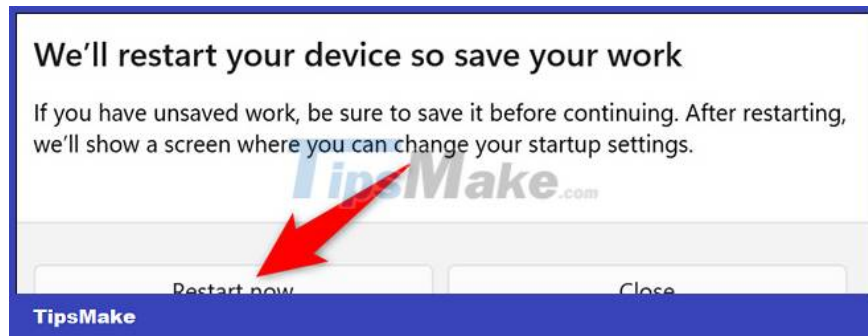 We'll restart your device so save your work
If you have unsaved work, be sure to save it before continuing. After restarting,
we'll show a screen where you can change your startup settings.
TipsMake.com
Restart now
Close
TipsMake